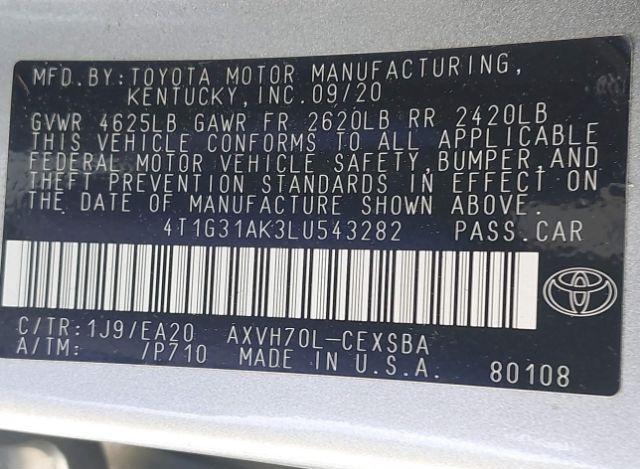 MFD.BY:TOYOTA MOTOR MANUFACTURING,
KENTUCKY,INC.09/20
GVWR 4625LB GAWR FR 2620LB RR 2420LB
THIS VEHICLE CONFORMS TO ALL APPLICABLE
FEDERAL MOTOR VEHICLE SAFETY,BUMPER,AND
THEFT PREVENTION STANDARDS IN EFFECT ON
THE DATE OF MANUFACTURE SHOWN ABOVE.
4T1G31AK3LU543282 PASS.CAR
C/TR:1J9/EA20 AXVH70L-CEXSBA
A/TM: /P710 MADE IN U.S.A. 80108